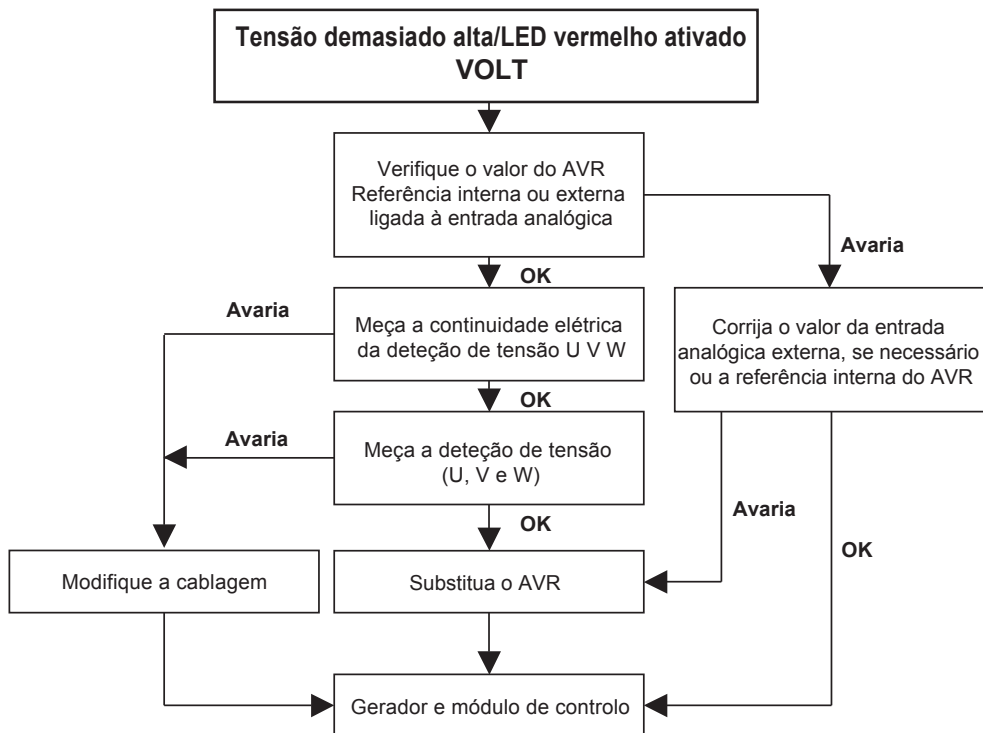 Tensão demasiado alta/LED vermelho ativado
VOLT
Verifique o valor do AVR
Referência interna ou externa
ligada à entrada analógica
Avaria
OK
Avaria
Meça a continuidade elétrica
da deteção de tensão U V W
Corrija o valor da entrada
analógica externa, se necessário
ou a referência interna do AVR
OK
Avaria
Meça a deteção de tensão
(U, V e W)
Avaria
OK
OK
Modifique a cablagem
Substitua o AVR
Gerador e módulo de controlo